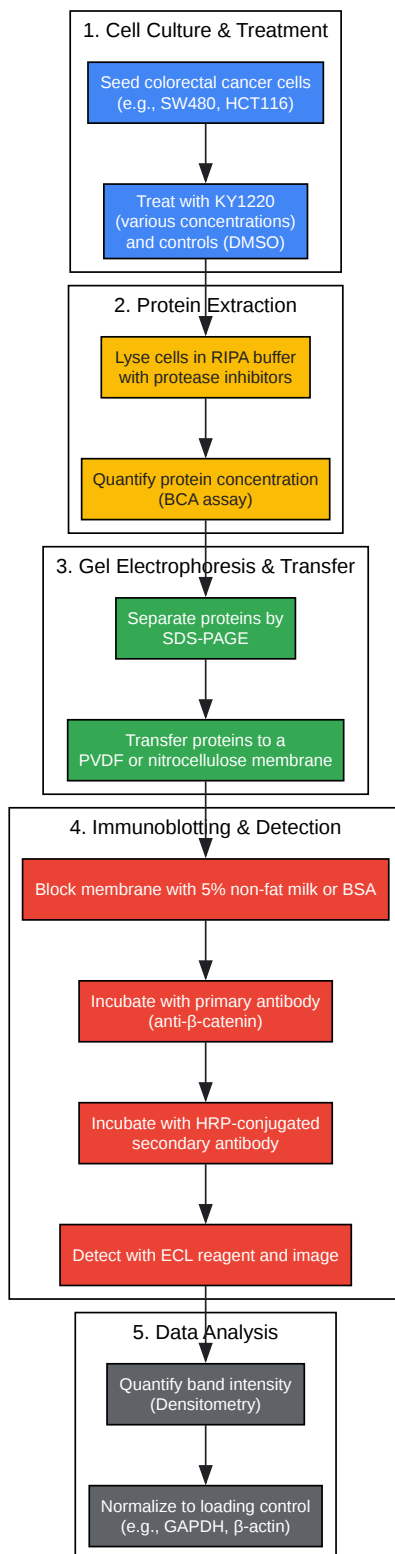 1. Cell Culture & Treatment
Seed colorectal cancer cells
(e.g., SW480, HCT116)
Treat with KY1220
(various concentrations)
and controls (DMSO)
2. Protein Extraction
Lyse cells in RIPA buffer
with protease inhibitors
Quantify protein concentration
(BCA assay)
3. Gel Electrophoresis & Transfer
Separate proteins by
SDS-PAGE
Transfer proteins to a
PVDF or nitrocellulose membrane
4. Immunoblotting & Detection
Block membrane with 5% non-fat milk or BSA
Incubate with primary antibody
(anti-β-catenin)
Incubate with HRP-conjugated
secondary antibody
Detect with ECL reagent and image
5. Data Analysis
Quantify band intensity
(Densitometry)
Normalize to loading control
(e.g., GAPDH, β-actin)